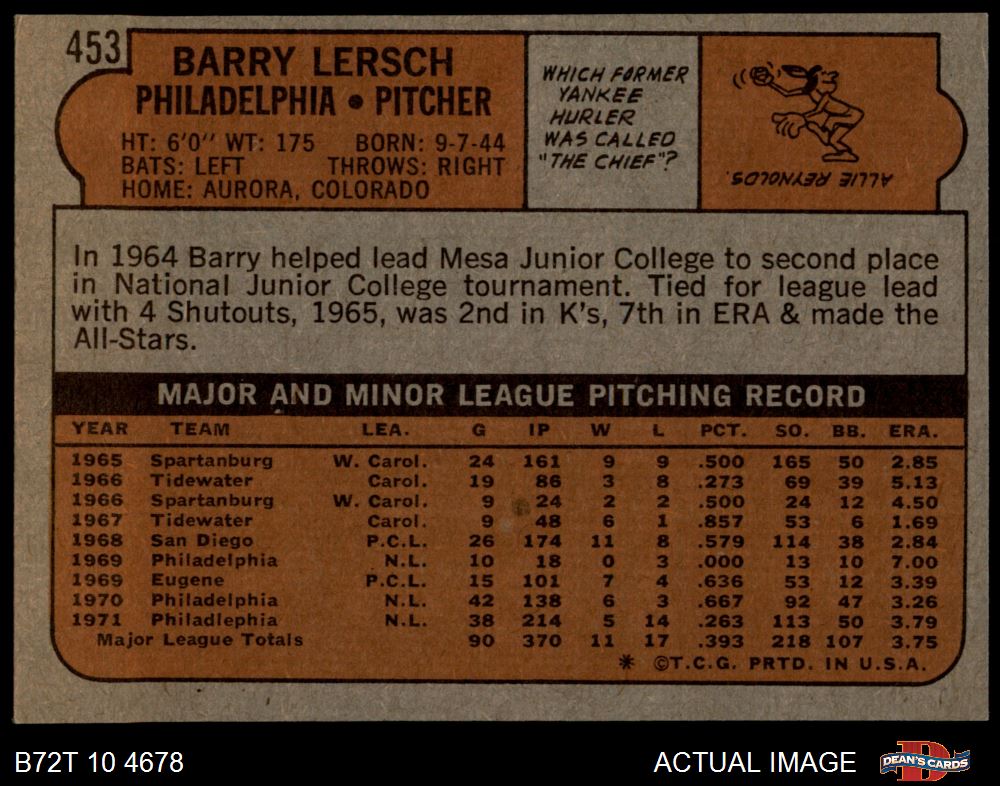 453
BARRY LERSCH
PHILADELPHIA • PITCHER
HT: 6'0" WT: 175 BORN: 9-7-44
BATS: LEFT THROWS: RIGHT
HOME: AURORA, COLORADO
WHICH FORMER
YANKEE
HURLER
WAS CALLED
"THE CHIEF"?
ALLIE REYNOLDS.
In 1964 Barry helped lead Mesa Junior College to second place
in National Junior College tournament. Tied for league lead
with 4 Shutouts, 1965, was 2nd in K's, 7th in ERA & made the
All-Stars.
MAJOR AND MINOR LEAGUE PITCHING RECORD
YEAR TEAM LEA. G IP W L PCT. SO. BB. ERA.
1965 Spartanburg W. Carol. 24 161 9 9 .500 165 50 2.85
1966 Tidewater Carol. 19 86 3 8 .273 69 39 5.13
1966 Spartanburg W. Carol. 9 24 2 2 .500 24 12 4.50
1967 Tidewater Carol. 9 48 6 1 .857 53 6 1.69
1968 San Diego P.C.L. 26 174 11 8 .579 114 38 2.84
1969 Philadelphia N.L. 10 18 0 3 .000 13 10 7.00
1969 Eugene P.C.L. 15 101 7 4 .636 53 12 3.39
1970 Philadelphia N.L. 42 138 6 3 .667 92 47 3.26
1971 Philadlephia N.L. 38 214 5 14 .263 113 50 3.79
Major League Totals 90 370 11 17 .393 218 107 3.75
* ©T.C.G. PRTD. IN U.S.A.
B72T 10 4678
ACTUAL IMAGE
D
DEAN'S CARDS